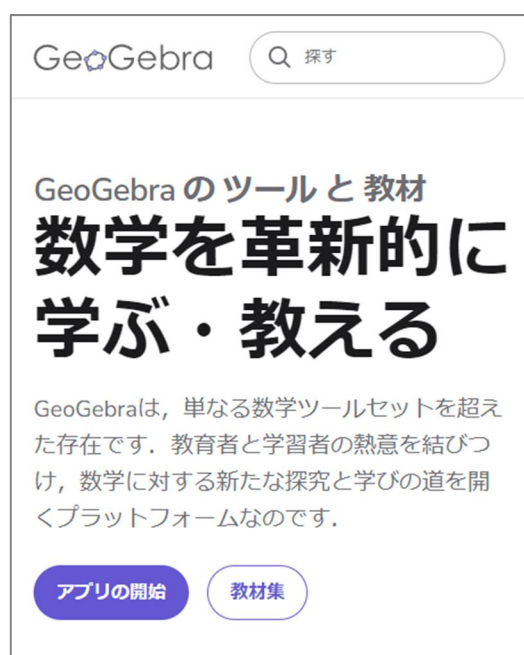 GeoGebra
探す
GeoGebra の ツール と 教材
数学を革新的に
学ぶ・教える
GeoGebraは，単なる数学ツールセットを超え
た存在です．教育者と学習者の熱意を結びつ
け，数学に対する新たな探究と学びの道を開
くプラットフォームなのです．
アプリの開始
教材集